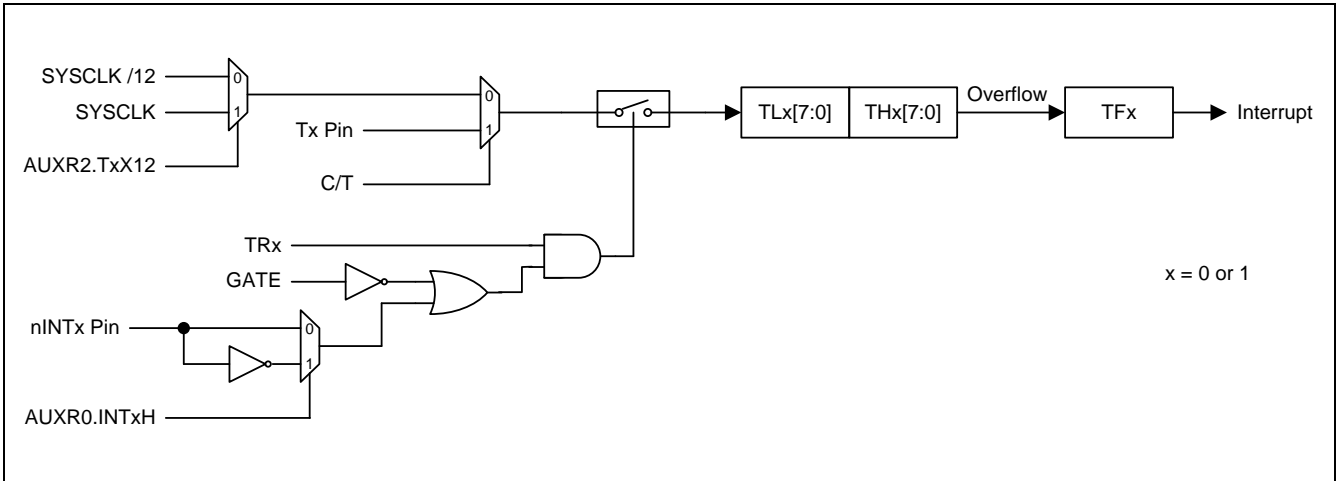 SYSCLK /12
0
SYSCLK
1
AUXR2.TxX12
0
Tx Pin
1
C/T
TLx[7:0]
THx[7:0]
Overflow
TFx
Interrupt
TRx
GATE
x = 0 or 1
nINTx Pin
0
1
AUXR0.INTxH